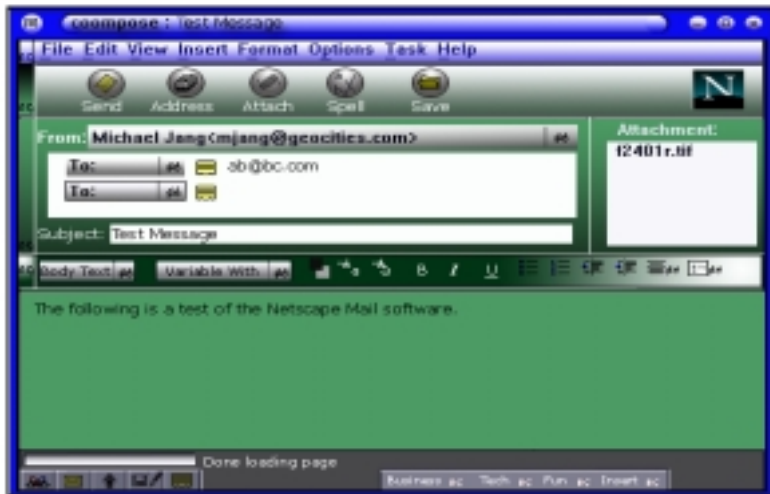 coompose : Test Message
File Edit View Insert Format Options Task Help
Send Address Attach Spell Save
N
From: Michael Jang<mjang@geocities.com>
Attachment:
f2401r.tif
To: ab@bc.com
To:
Subject: Test Message
Body Text Variable With B I U
The following is a test of the Netscape Mail software.
Done loading page
Business Tech Fun Insert